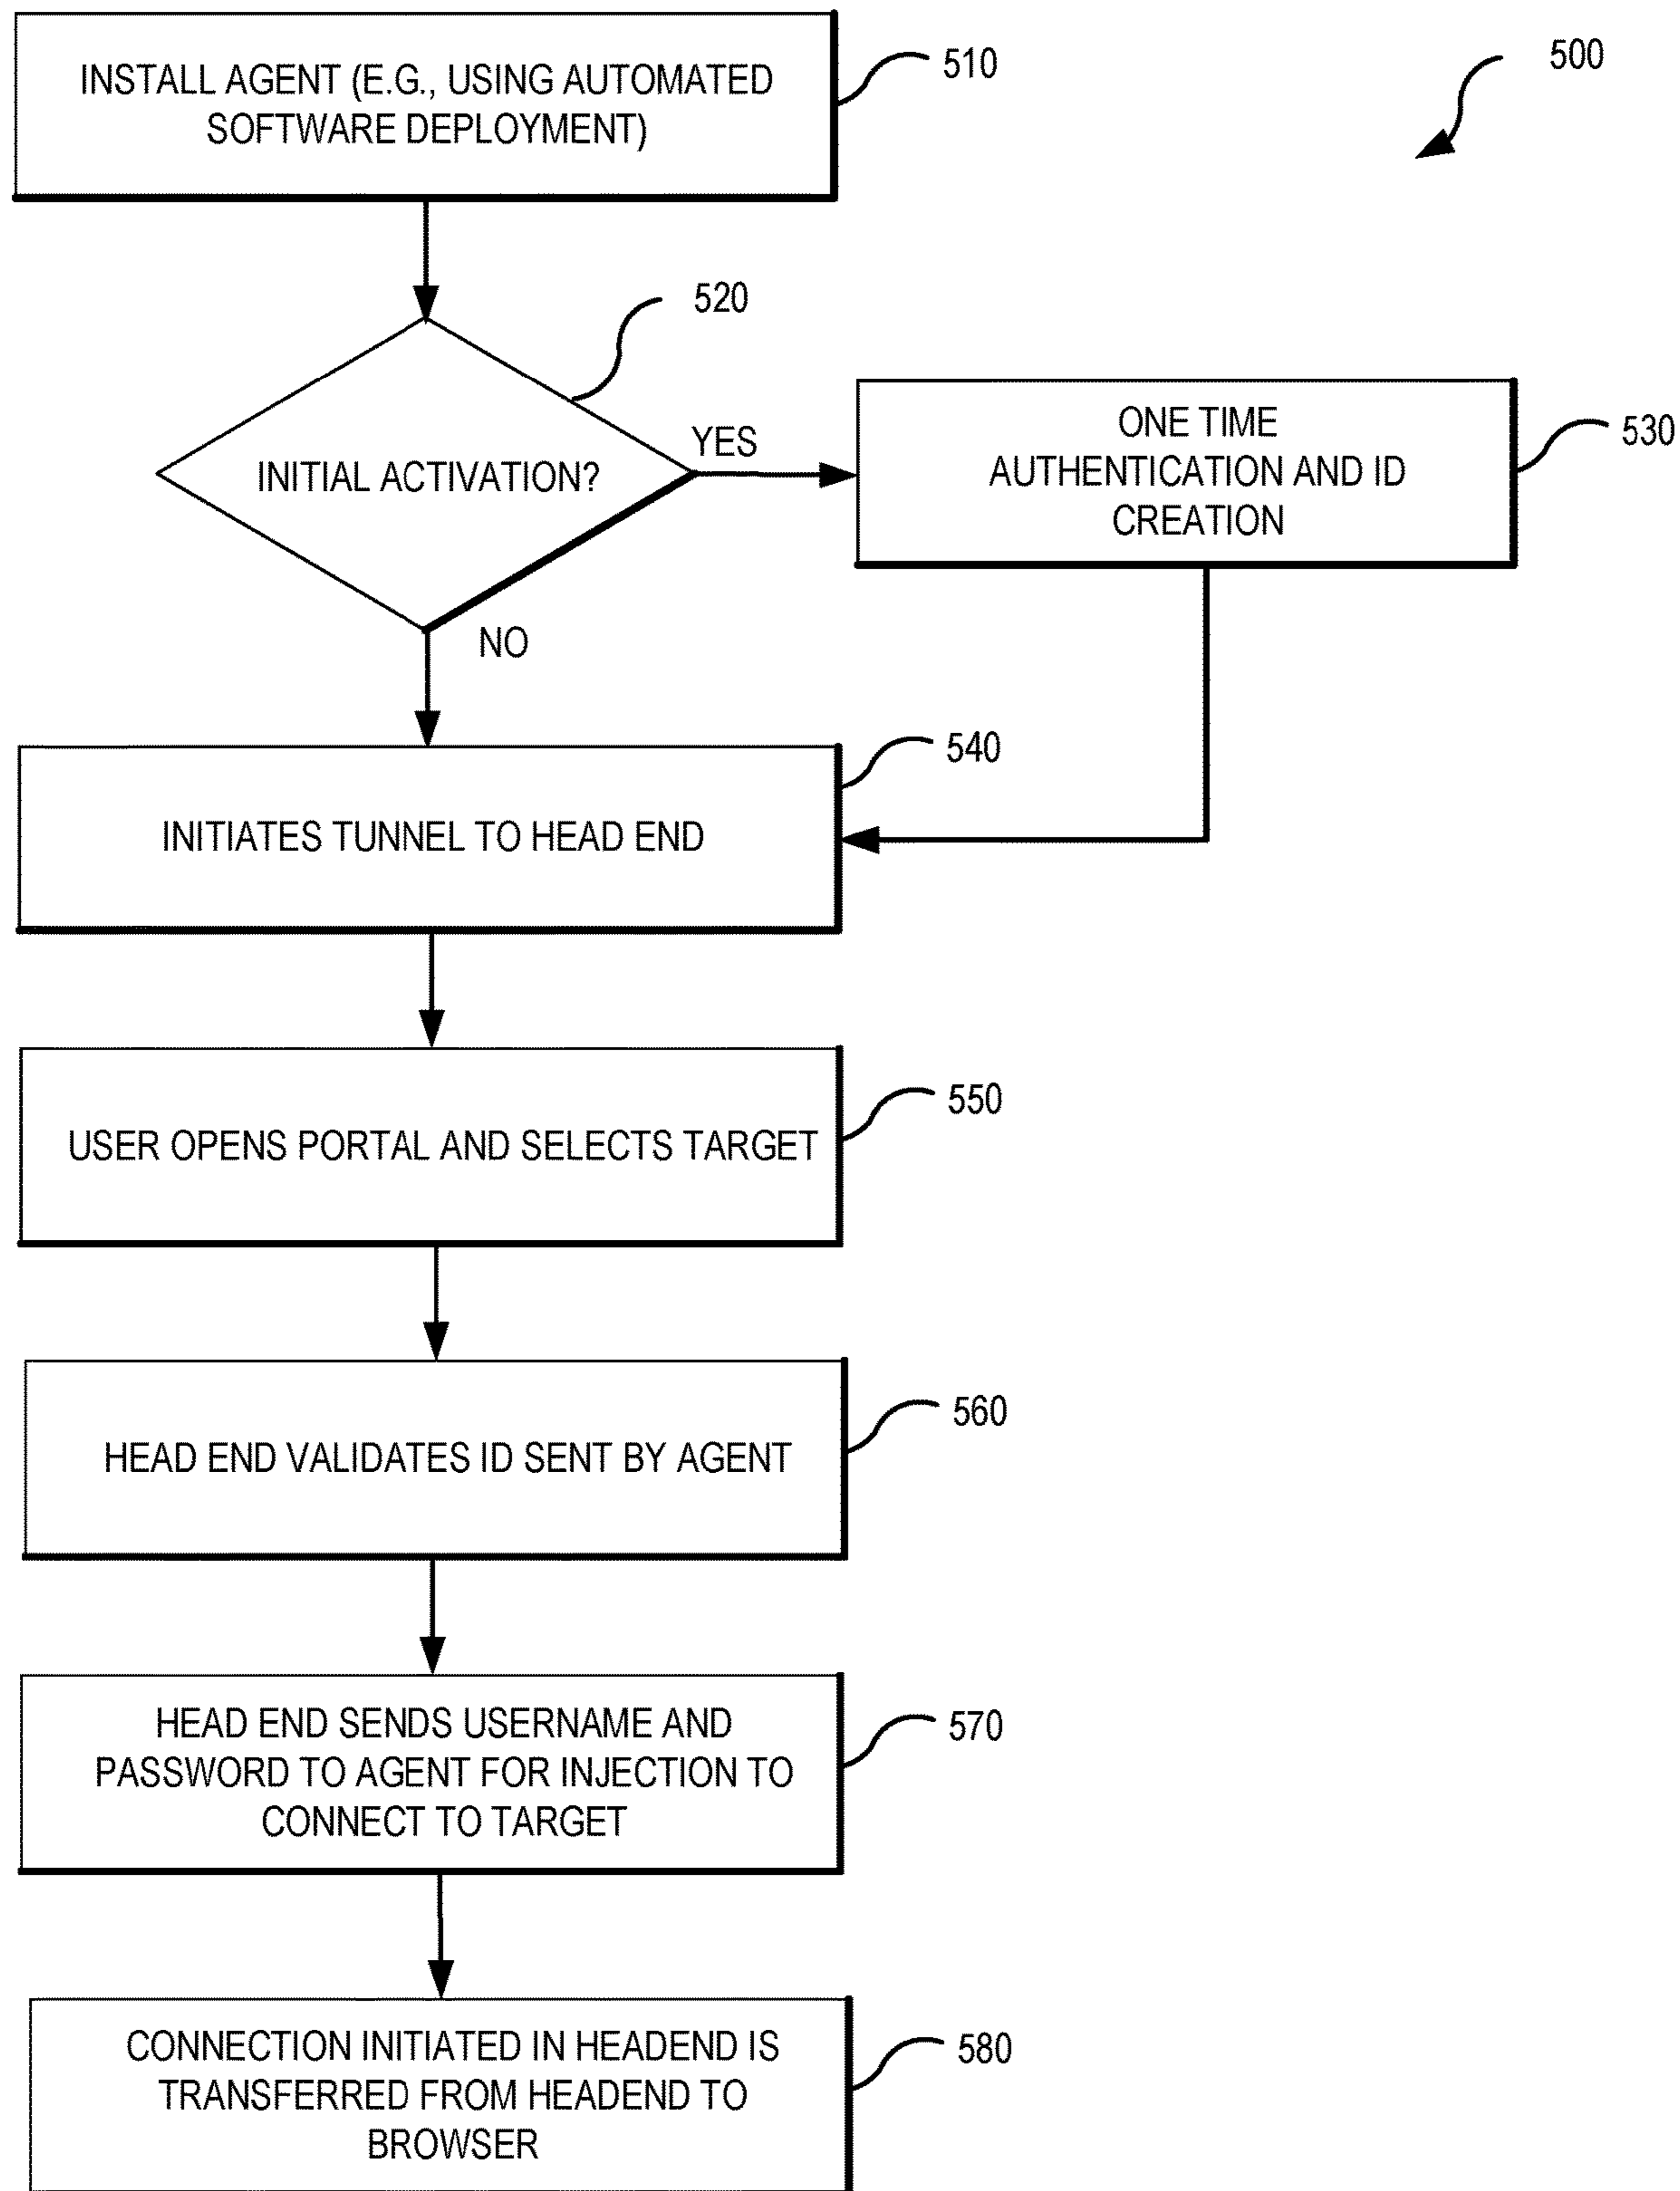 INSTALL AGENT (E.G., USING AUTOMATED
SOFTWARE DEPLOYMENT)
510
500
520
INITIAL ACTIVATION?
YES
ONE TIME
AUTHENTICATION AND ID
CREATION
530
NO
540
INITIATES TUNNEL TO HEAD END
550
USER OPENS PORTAL AND SELECTS TARGET
560
HEAD END VALIDATES ID SENT BY AGENT
HEAD END SENDS USERNAME AND
PASSWORD TO AGENT FOR INJECTION TO
CONNECT TO TARGET
570
CONNECTION INITIATED IN HEADEND IS
TRANSFERRED FROM HEADEND TO
BROWSER
580